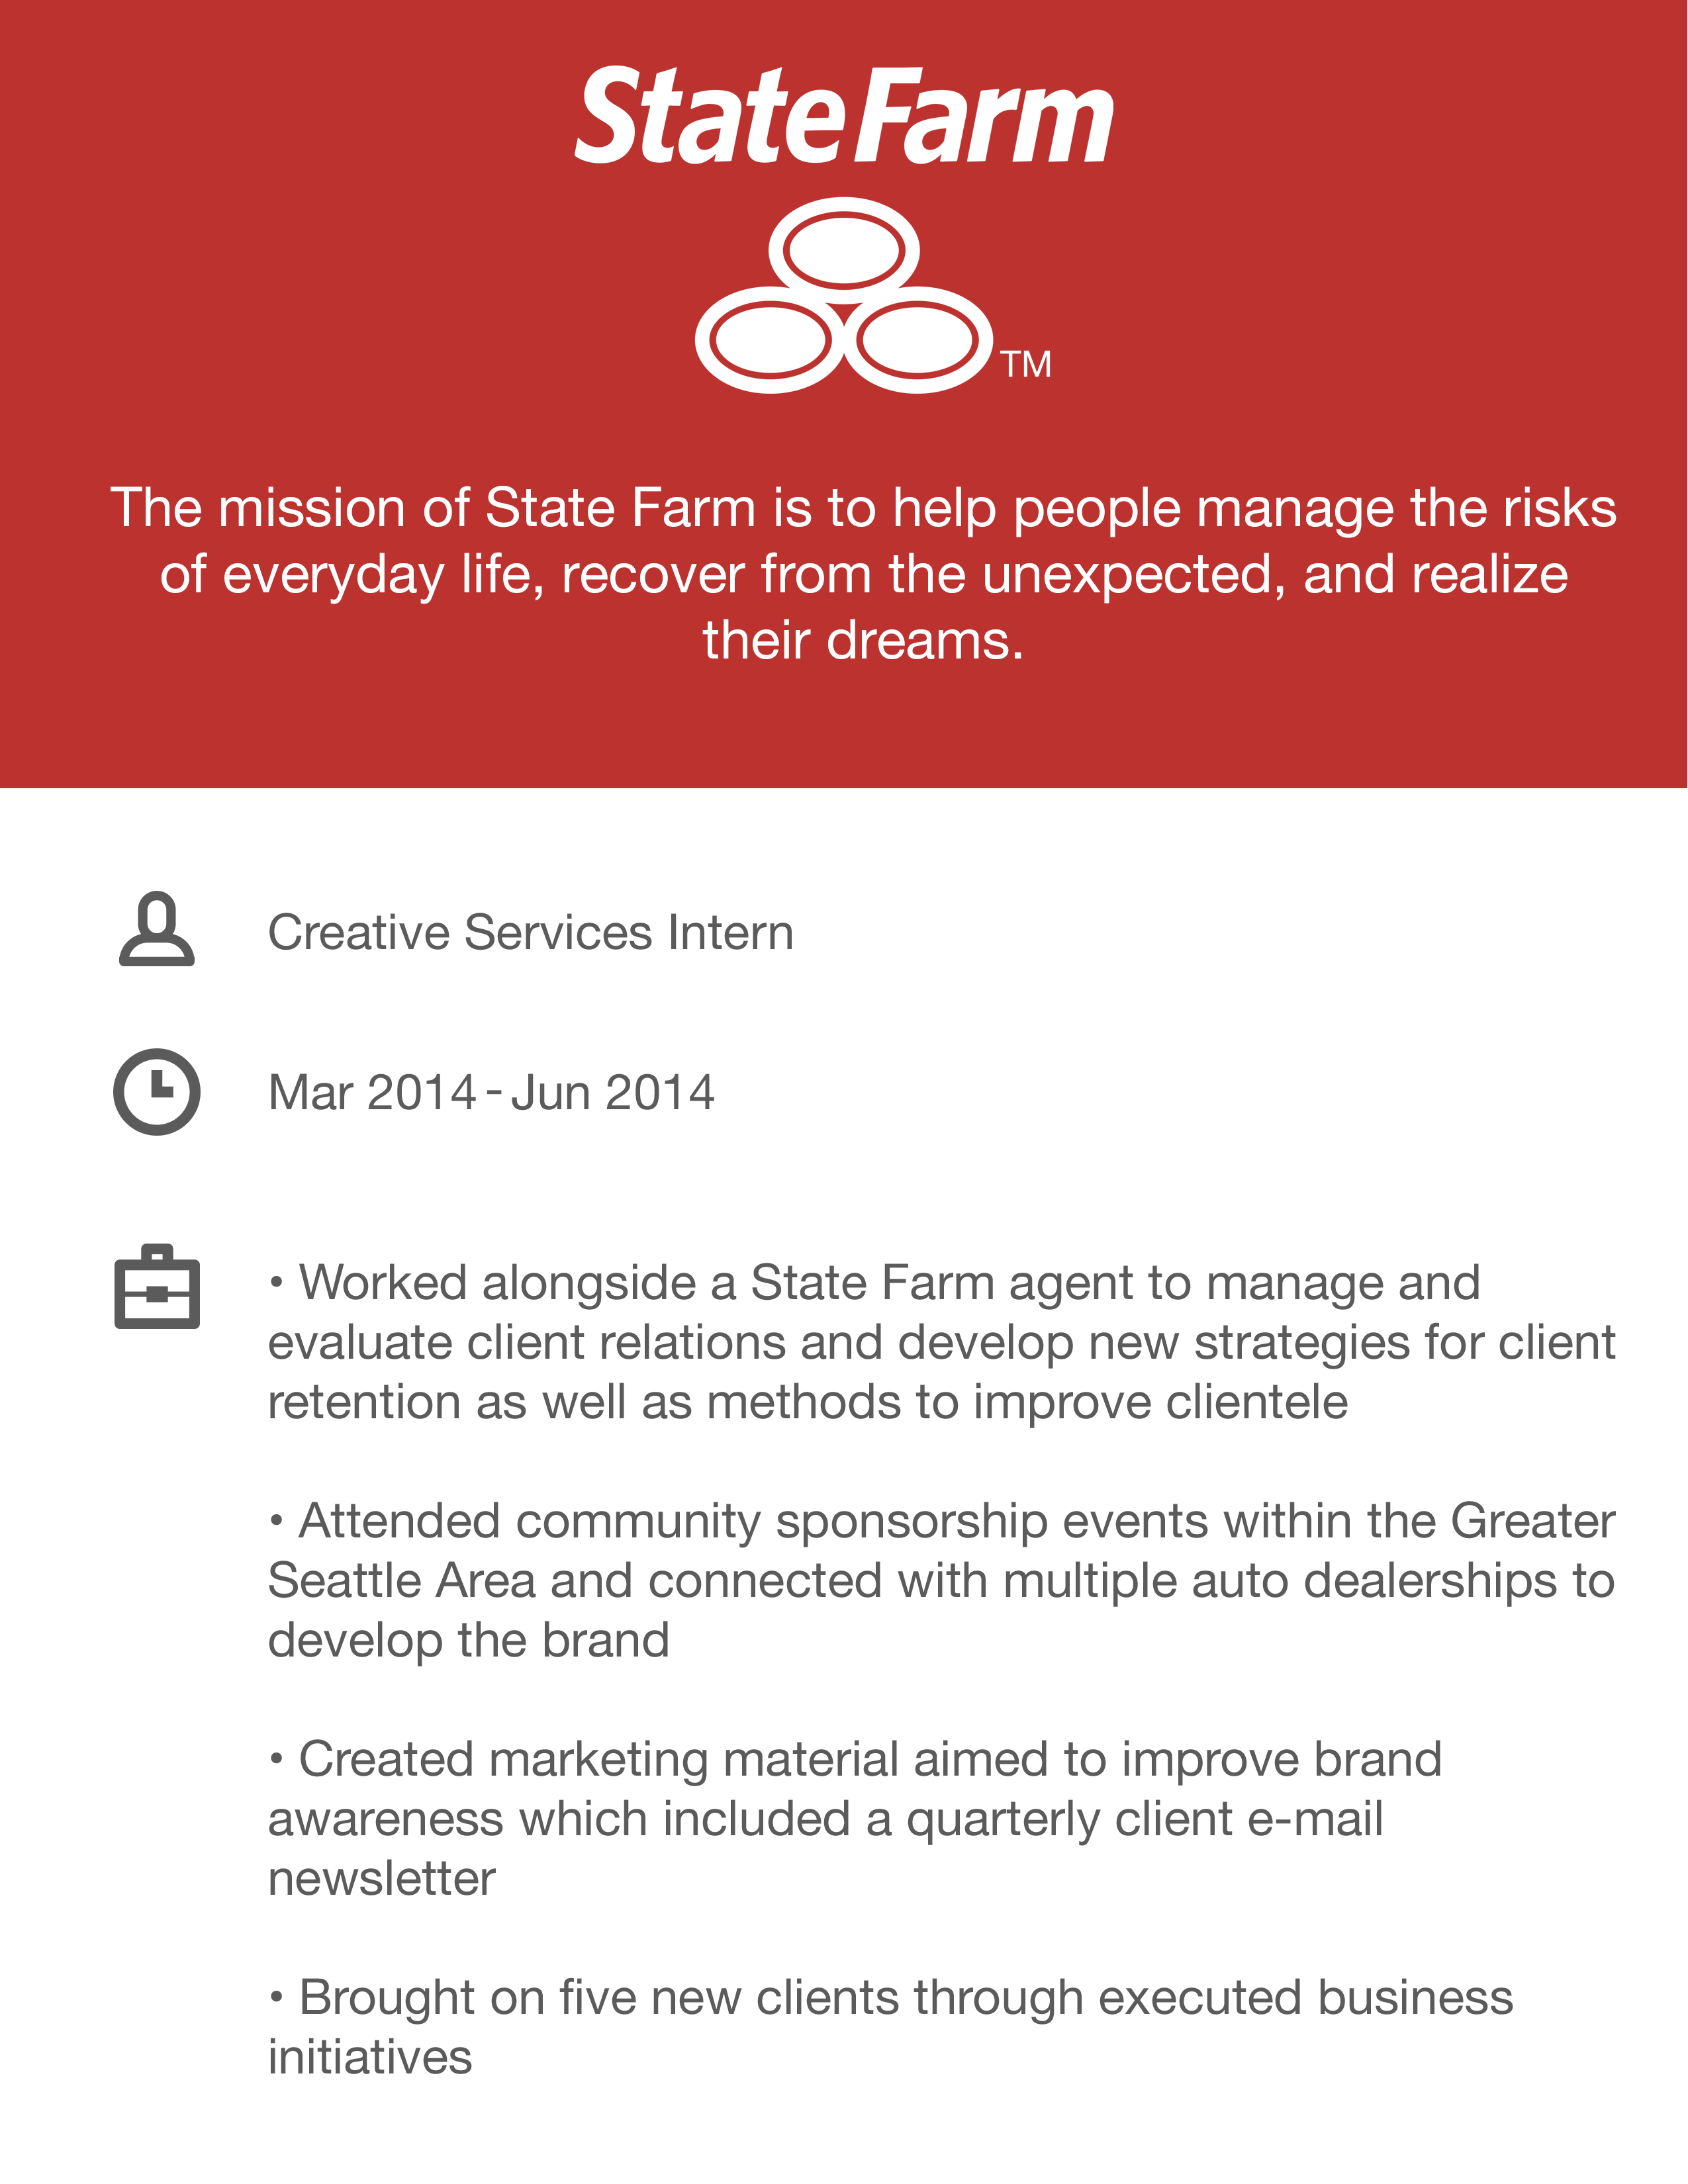 State Farm
TM
The mission of State Farm is to help people manage the risks
of everyday life, recover from the unexpected, and realize
their dreams.
Creative Services Intern
Mar 2014 - Jun 2014
• Worked alongside a State Farm agent to manage and
evaluate client relations and develop new strategies for client
retention as well as methods to improve clientele
• Attended community sponsorship events within the Greater
Seattle Area and connected with multiple auto dealerships to
develop the brand
• Created marketing material aimed to improve brand
awareness which included a quarterly client e-mail
newsletter
• Brought on five new clients through executed business
initiatives